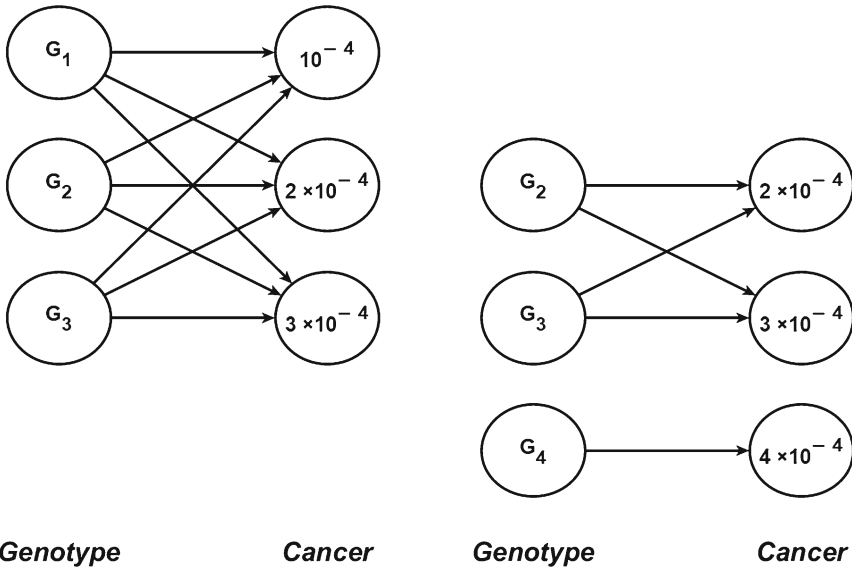 G₁ 10⁻⁴
G₂ 2 ×10⁻⁴
G₃ 3 ×10⁻⁴
Genotype Cancer
G₂ 2 ×10⁻⁴
G₃ 3 ×10⁻⁴
G₄ 4 ×10⁻⁴
Genotype Cancer